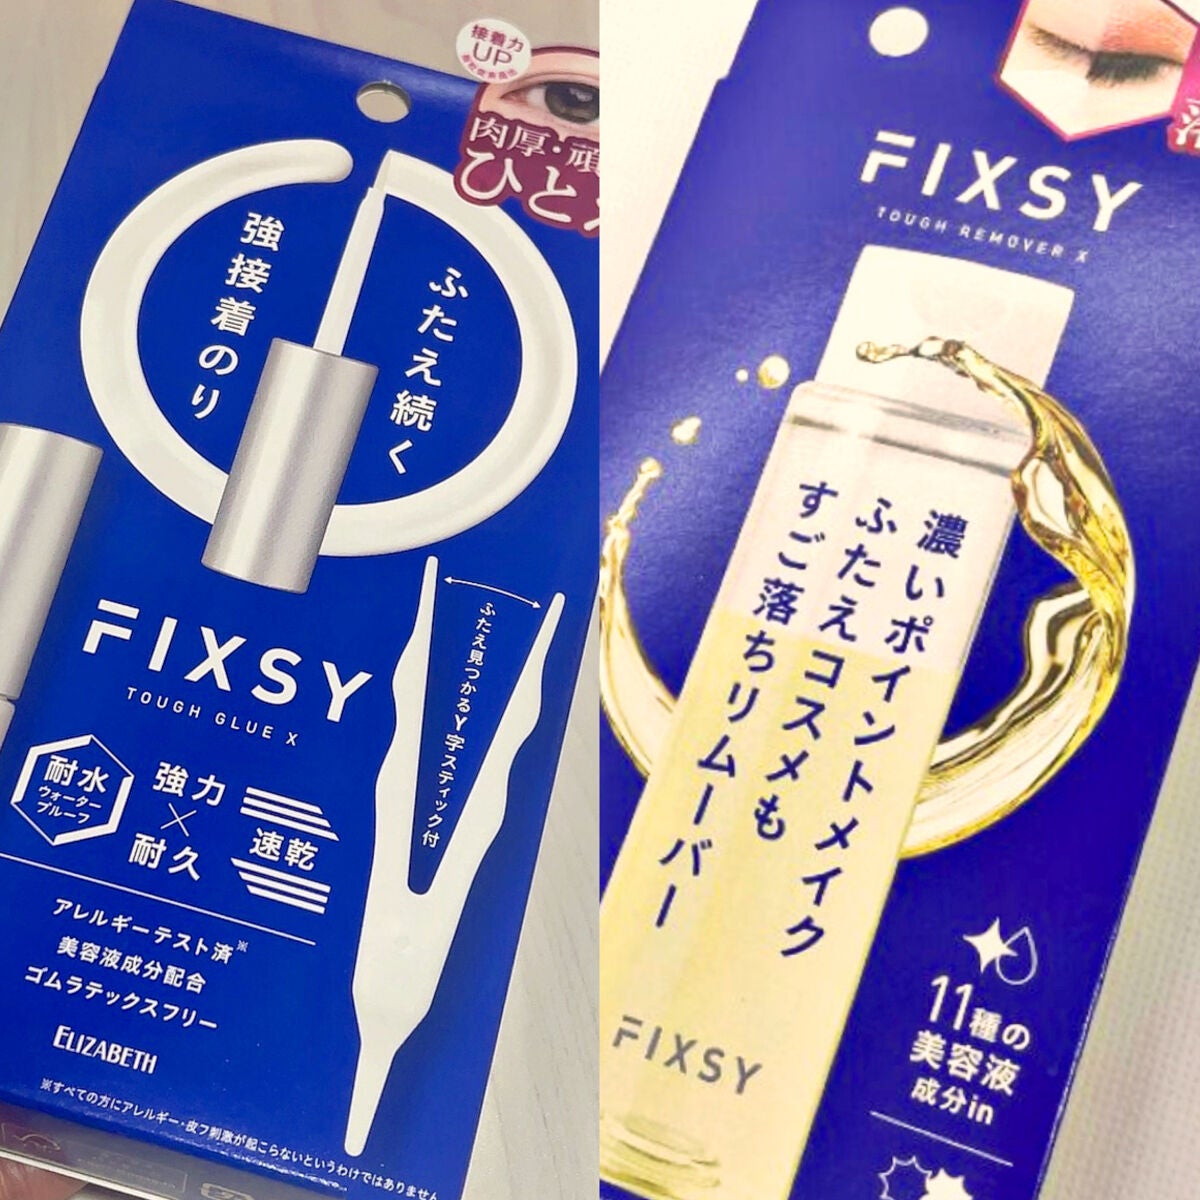 接着力
UP
肉厚・頑
ひとえ
強接着のり
ふたえ続く
FIXSY
TOUGH GLUE X
ふたえ見つかるY字スティック付
耐水
ウォーター
プルーフ
強力
×
耐久
速乾
アレルギーテスト済※
美容液成分配合
ゴムラテックスフリー
ELIZABETH
※すべての方にアレルギー・皮フ刺激が起こらないというわけではありません
FIXSY
TOUGH REMOVER X
濃いポイントメイク
ふたえコスメも
すご落ちリムーバー
FIXSY
11種の
美容液
成分in